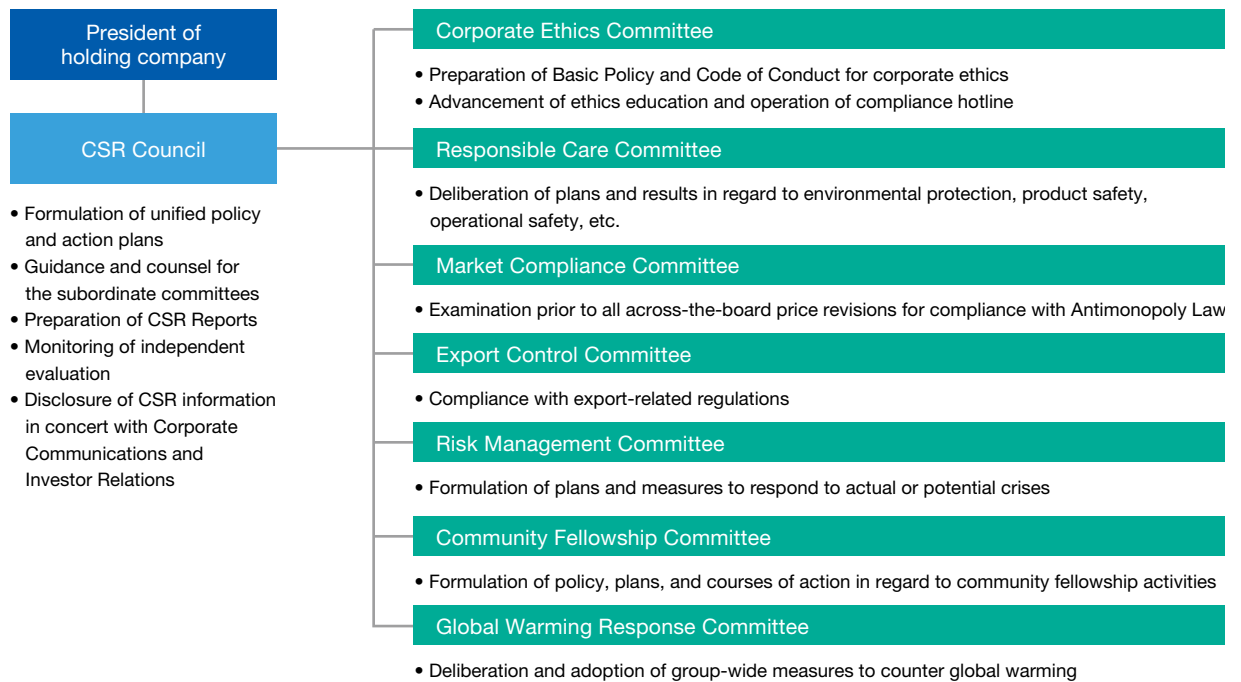 President of
holding company
CSR Council
• Formulation of unified policy
and action plans
• Guidance and counsel for
the subordinate committees
• Preparation of CSR Reports
• Monitoring of independent
evaluation
• Disclosure of CSR information
in concert with Corporate
Communications and
Investor Relations
Corporate Ethics Committee
• Preparation of Basic Policy and Code of Conduct for corporate ethics
• Advancement of ethics education and operation of compliance hotline
Responsible Care Committee
• Deliberation of plans and results in regard to environmental protection, product safety,
operational safety, etc.
Market Compliance Committee
• Examination prior to all across-the-board price revisions for compliance with Antimonopoly Law
Export Control Committee
• Compliance with export-related regulations
Risk Management Committee
• Formulation of plans and measures to respond to actual or potential crises
Community Fellowship Committee
• Formulation of policy, plans, and courses of action in regard to community fellowship activities
Global Warming Response Committee
• Deliberation and adoption of group-wide measures to counter global warming